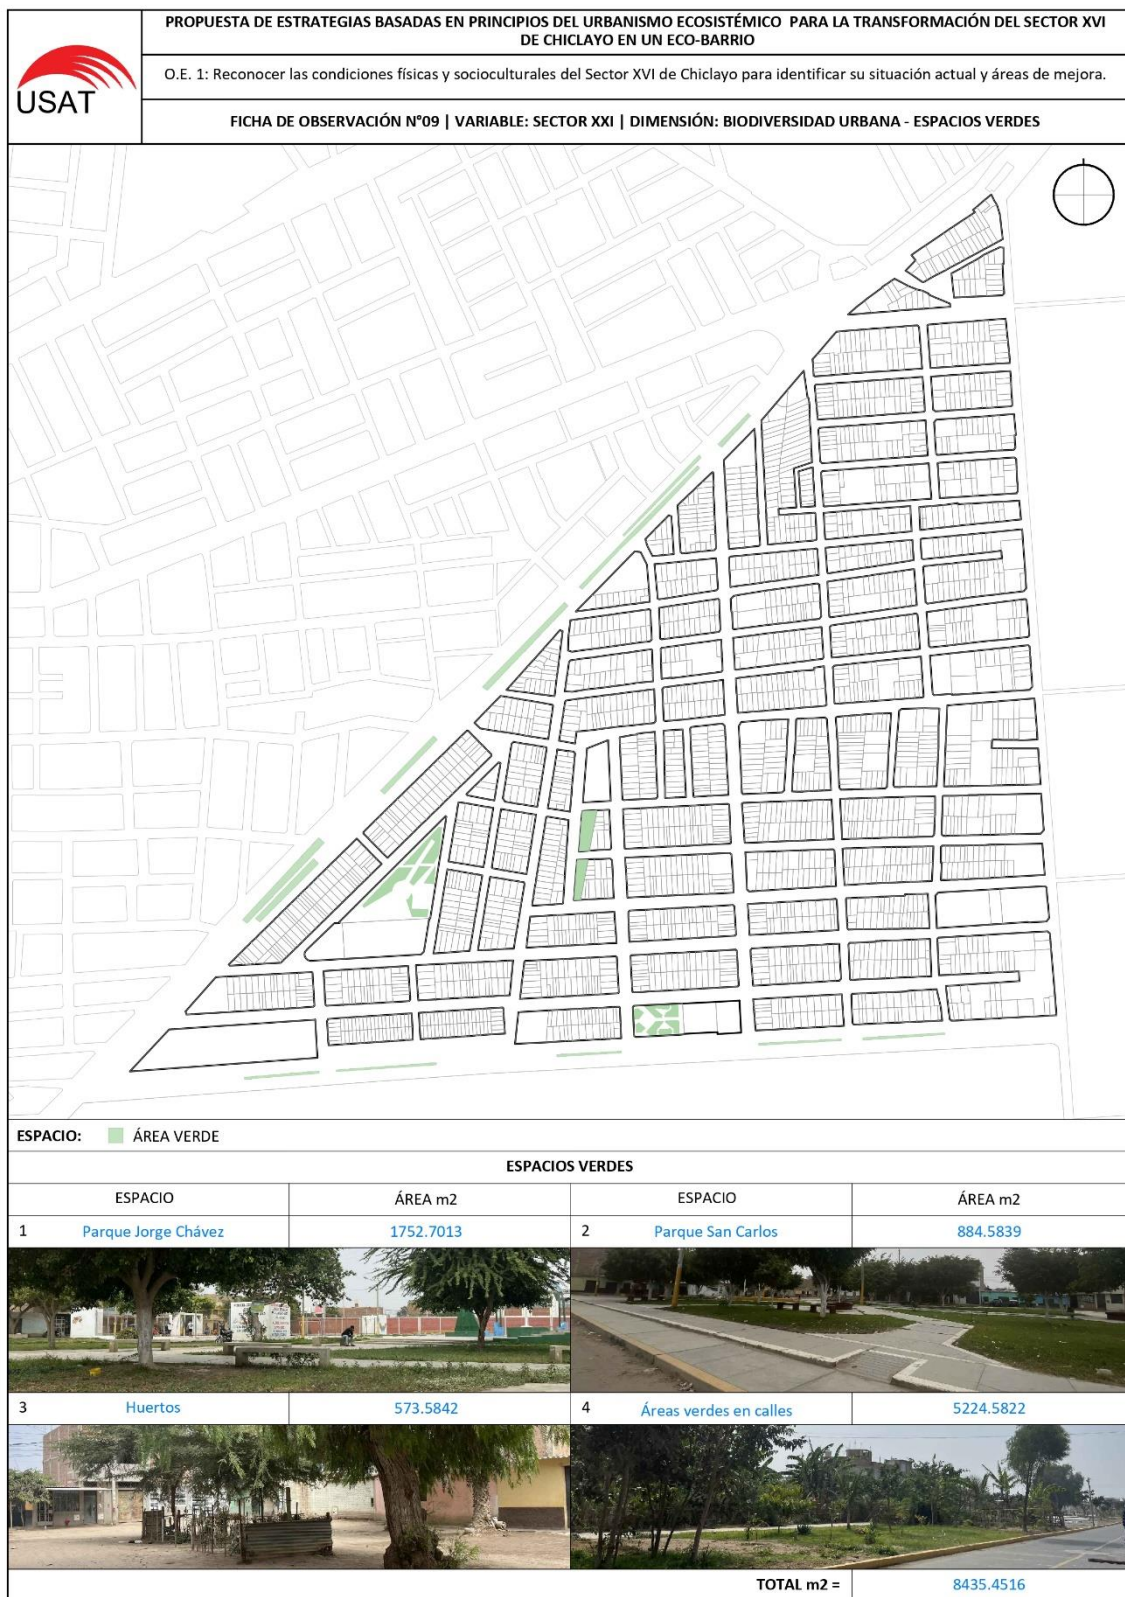 USAT
PROPUESTA DE ESTRATEGIAS BASADAS EN PRINCIPIOS DEL URBANISMO ECOSISTÉMICO PARA LA TRANSFORMACIÓN DEL SECTOR XVI
DE CHICLAYO EN UN ECO-BARRIO
O.E. 1: Reconocer las condiciones físicas y socioculturales del Sector XVI de Chiclayo para identificar su situación actual y áreas de mejora.
FICHA DE OBSERVACIÓN N°09 | VARIABLE: SECTOR XXI | DIMENSIÓN: BIODIVERSIDAD URBANA - ESPACIOS VERDES
ESPACIO: ÁREA VERDE
ESPACIOS VERDES
ESPACIO ÁREA m2 ESPACIO ÁREA m2
1 Parque Jorge Chávez 1752.7013 2 Parque San Carlos 884.5839
3 Huertos 573.5842 4 Áreas verdes en calles 5224.5822
TOTAL m2 = 8435.4516